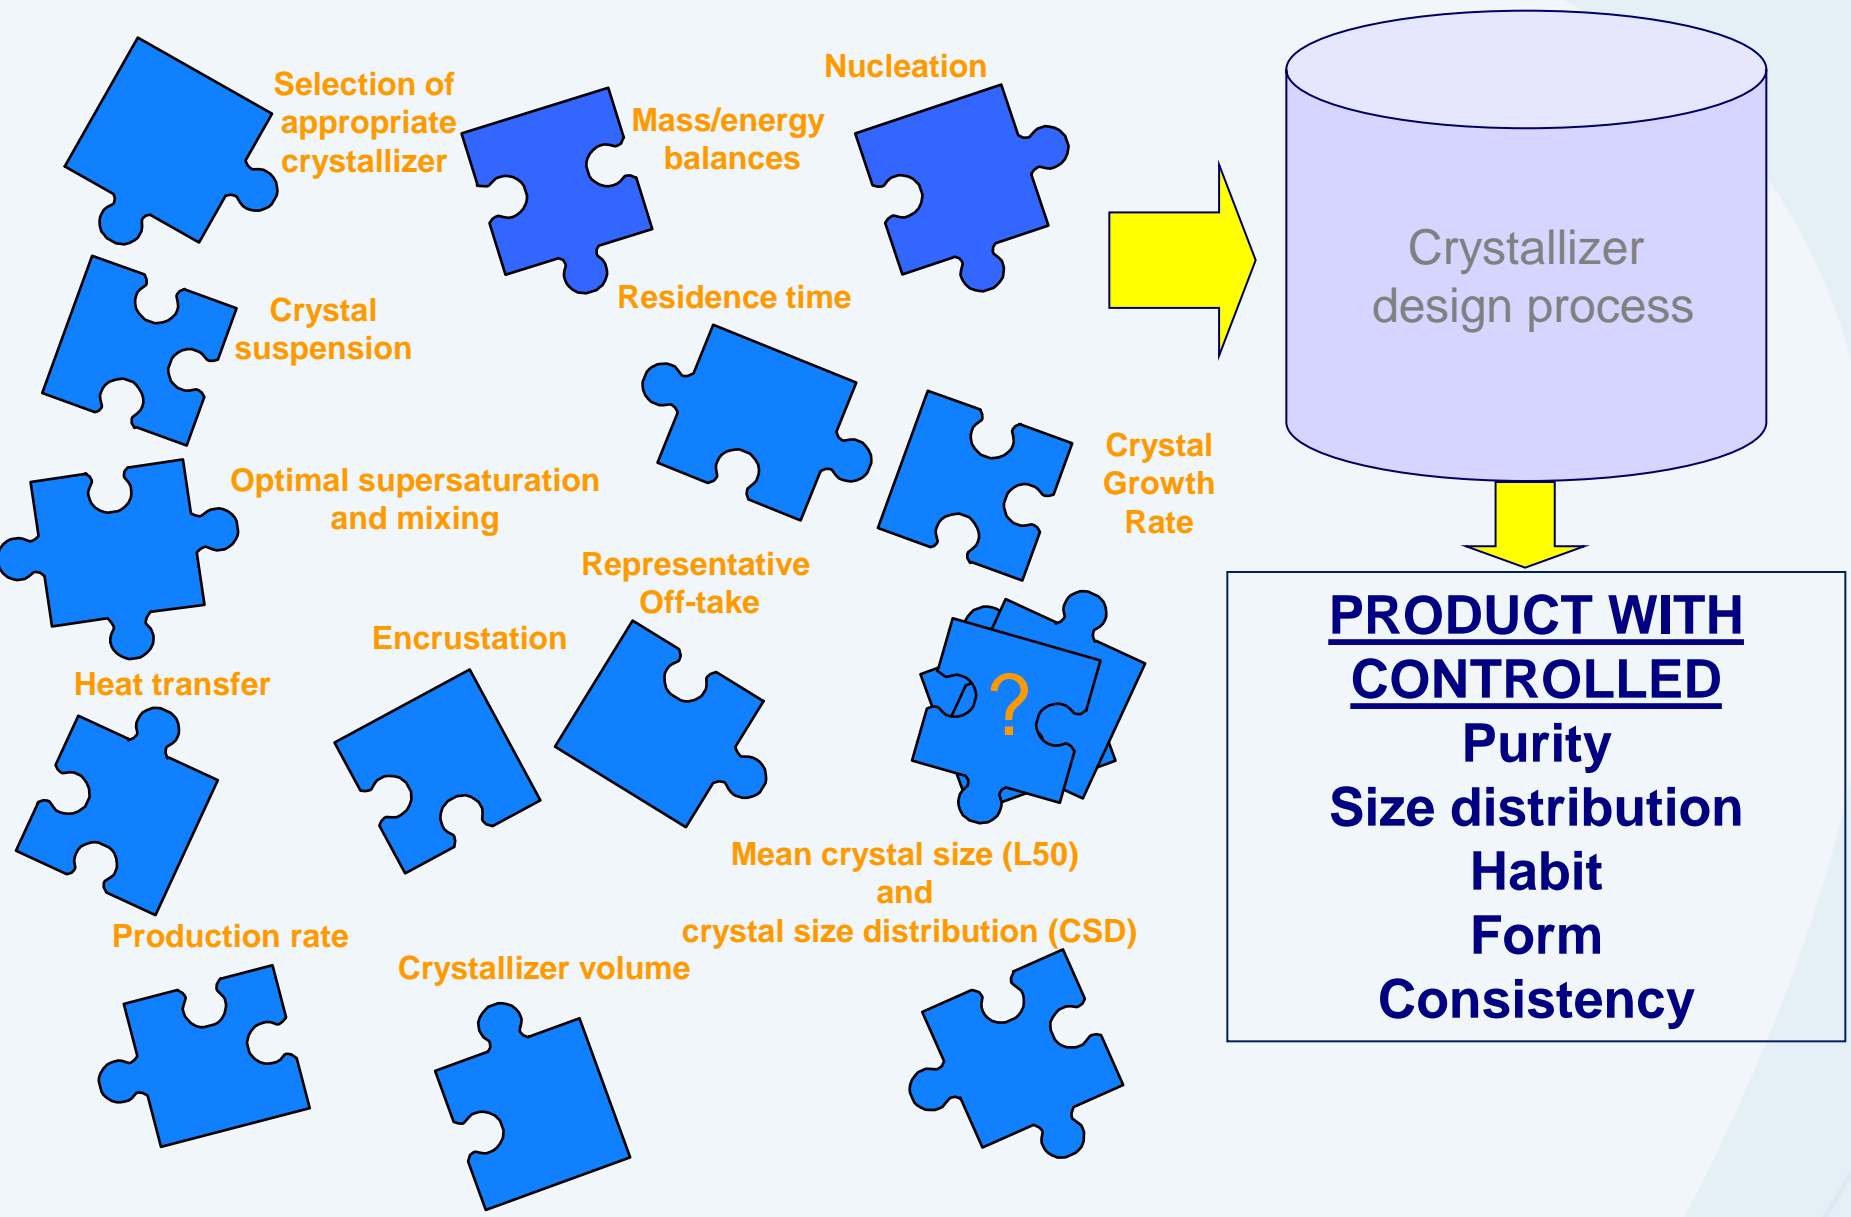 Selection of
appropriate
crystallizer
Mass/energy
balances
Nucleation
Crystal
suspension
Residence time
Optimal supersaturation
and mixing
Crystal
Growth
Rate
Representative
Off-take
Encrustation
Heat transfer
?
Mean crystal size (L50)
and
crystal size distribution (CSD)
Production rate
Crystallizer volume
Crystallizer
design process
PRODUCT WITH
CONTROLLED
Purity
Size distribution
Habit
Form
Consistency